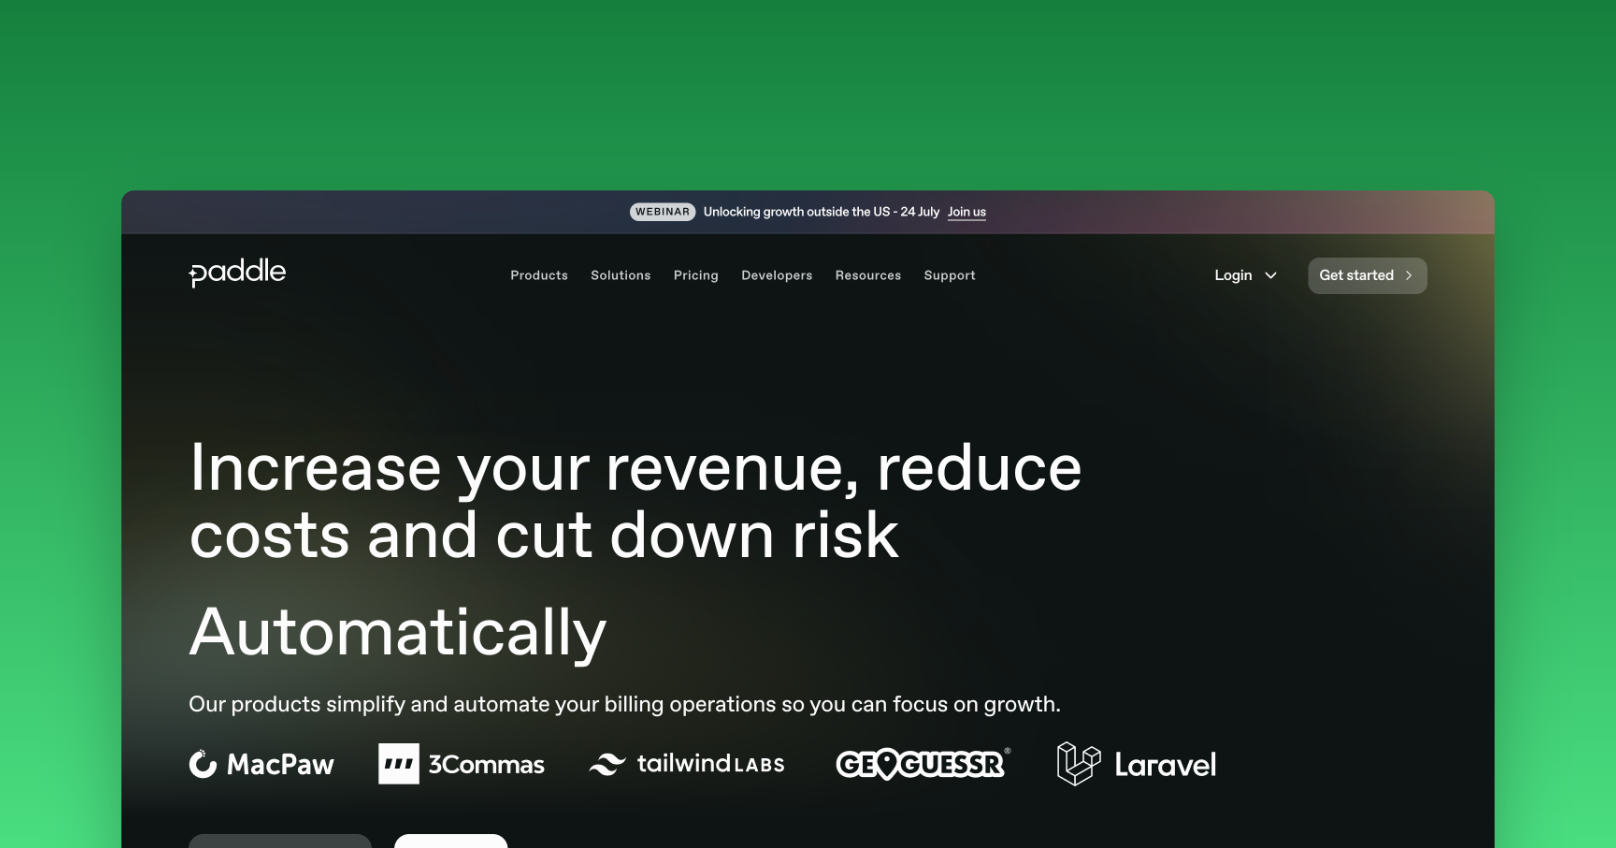 WEBINAR Unlocking growth outside the US - 24 July Join us
paddle Products Solutions Pricing Developers Resources Support Login Get started
Increase your revenue, reduce
costs and cut down risk
Automatically
Our products simplify and automate your billing operations so you can focus on growth.
MacPaw 3Commas tailwindLABS GEOGUESSR® Laravel